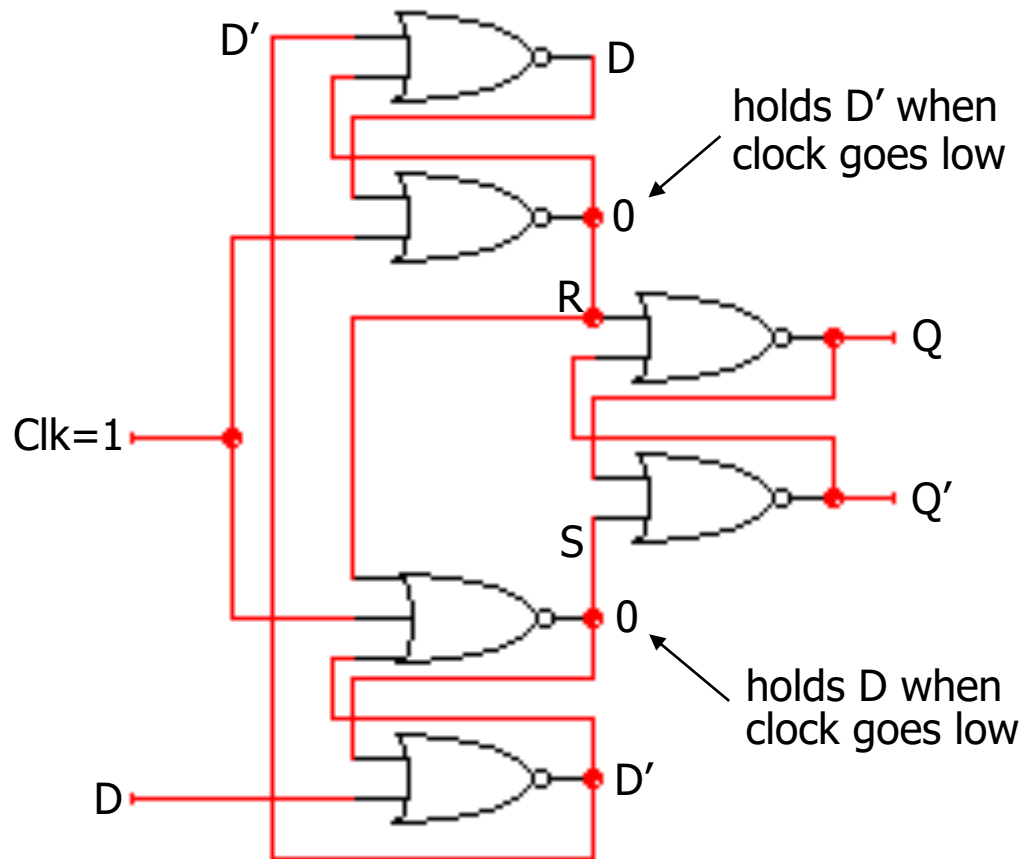 D’
D
holds D’ when
clock goes low
0
R
Q
Clk=1
Q’
S
0
holds D when
clock goes low
D’
D